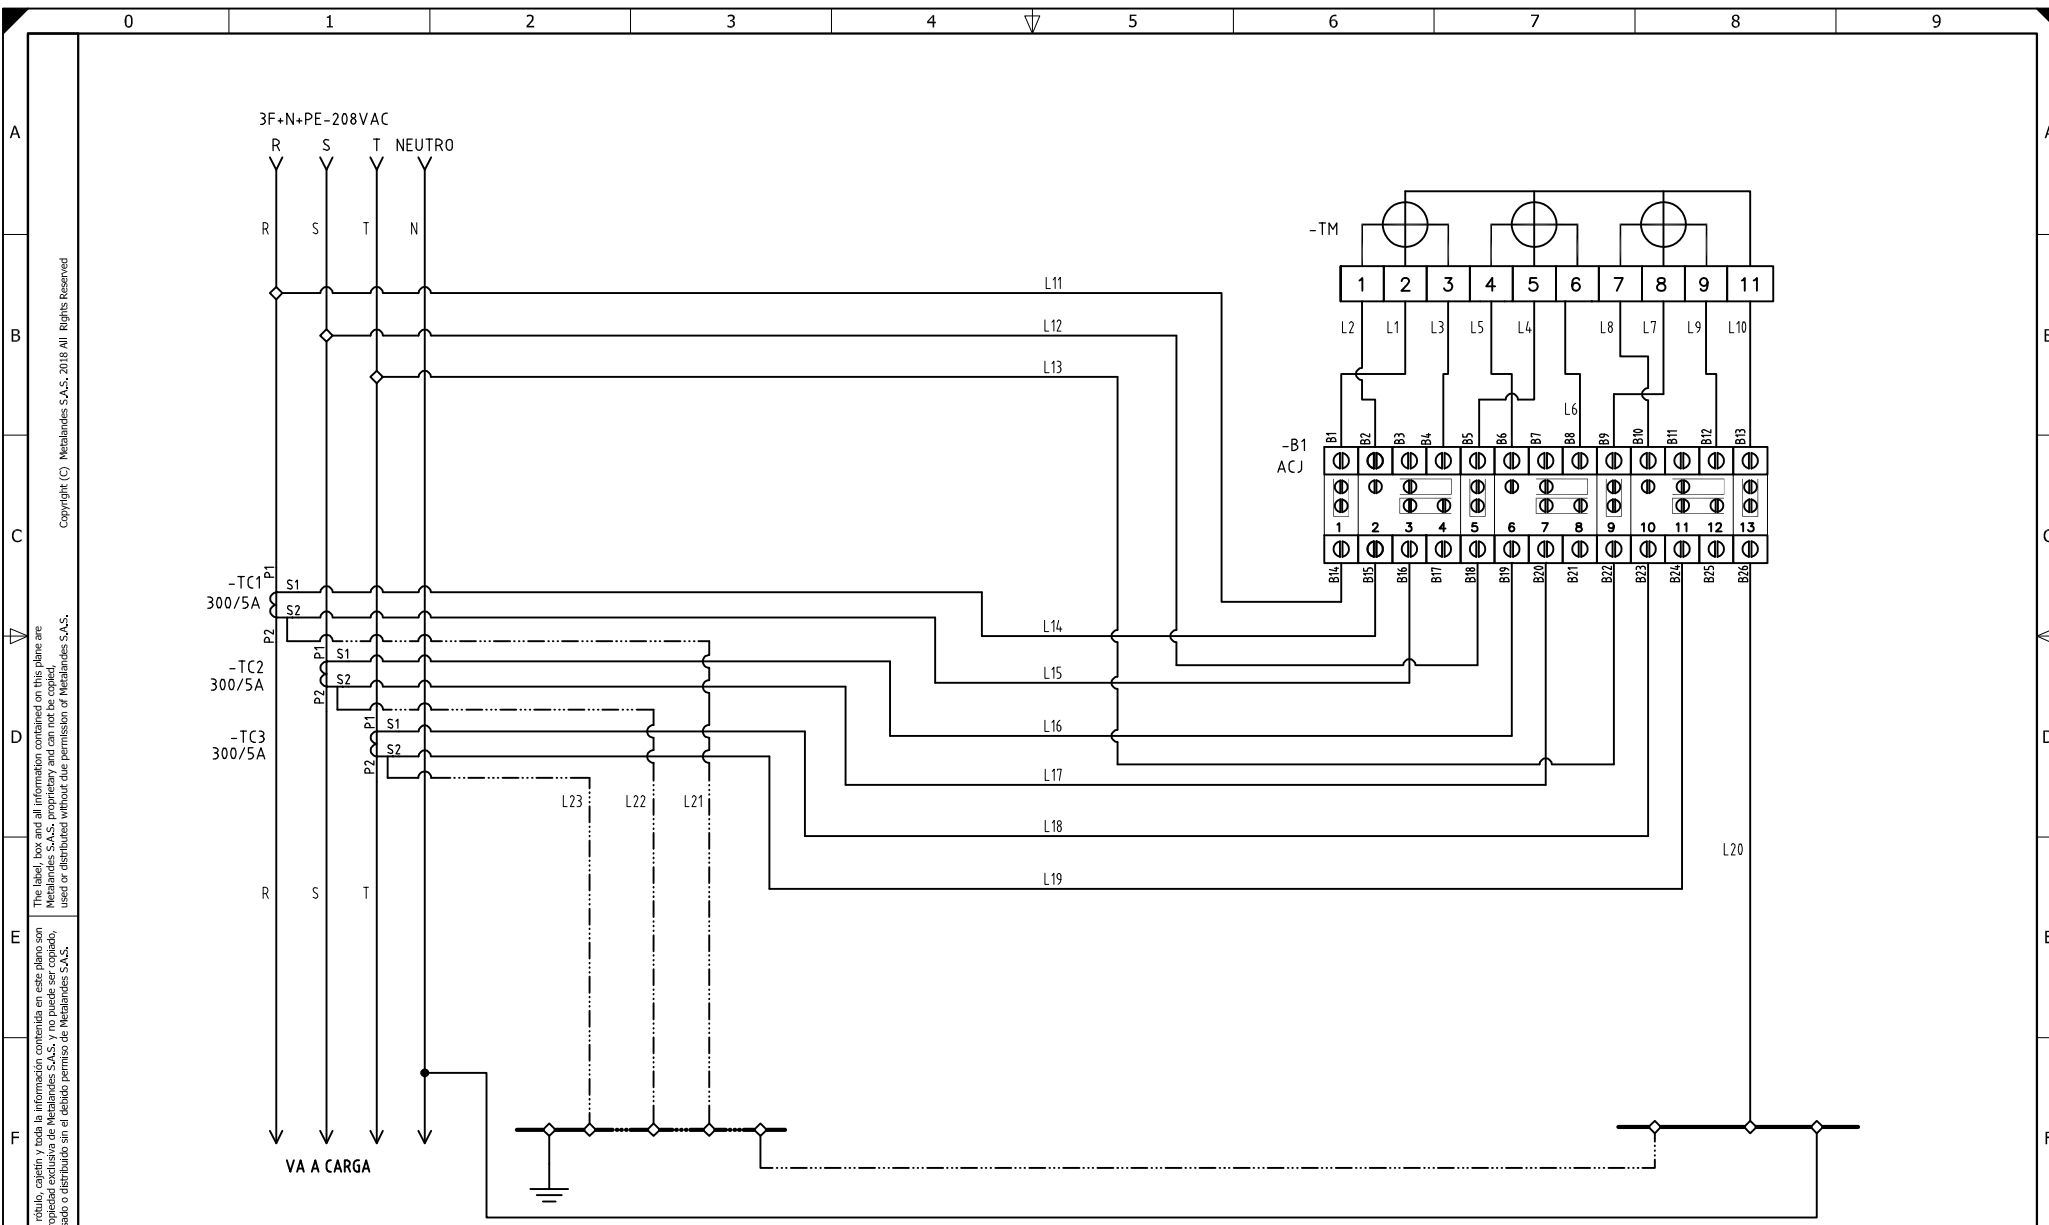 0 1 2 3 4 5 6 7 8 9
A
B
C
D
E
F
Copyright (C) Metalandes S.A.S. 2018 All Rights Reserved
The label, box and all information contained on this plane are
Metalandes S.A.S. proprietary and can not be copied,
used or distributed without due permission of Metalandes S.A.S.
rótulo, cajetín y toda la información contenida en este plano son
exclusiva de Metalandes S.A.S. y no puede ser copiado,
o distribuido sin el debido permiso de Metalandes S.A.S.
3F+N+PE-208VAC
R S T NEUTRO
R S T N
-TM
1 2 3 4 5 6 7 8 9 11
L11
L12
L13
L2 L1 L3 L5 L4 L8 L7 L9 L10
L6
B1 B2 B3 B4 B5 B6 B7 B8 B9 B10 B11 B12 B13
-B1
ACJ
1 2 3 4 5 6 7 8 9 10 11 12 13
B14 B15 B16 B17 B18 B19 B20 B21 B22 B23 B24 B25 B26
P1
-TC1 S1
300/5A S2
P2
L14
P1 S1
-TC2
300/5A S2
P2
L15
P1 S1
-TC3
300/5A S2
P2
L16
L17
L23 L22 L21
L18
L20
L19
R S T
VA A CARGA
A
B
C
D
E
F